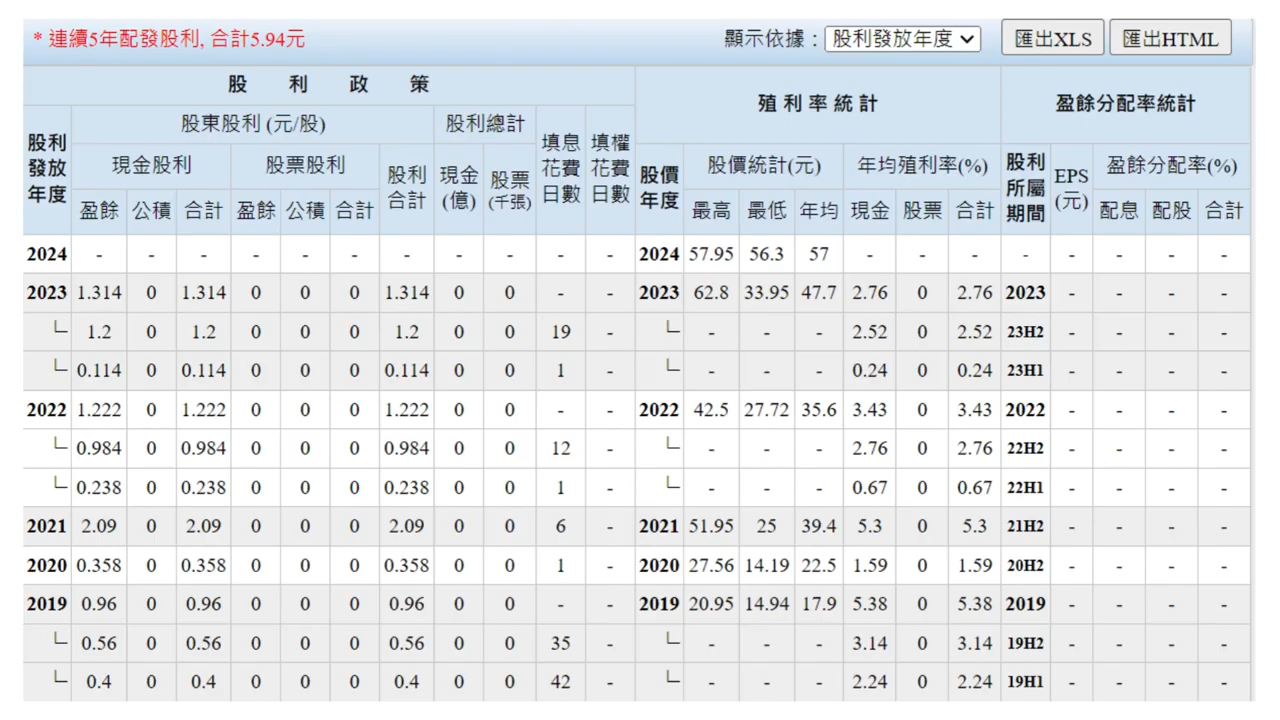 * 連續5年配發股利, 合計5.94元 顯示依據： 股利發放年度 匯出XLS 匯出HTML
股 利 政 策 殖 利 率 統 計 盈餘分配率統計
股利發放年度 股東股利 (元/股) 股利總計 填息花費日數 填權花費日數 股價年度 股價統計(元) 年均殖利率(%) 股利所屬期間 EPS(元) 盈餘分配率(%)
現金股利 股票股利 股利合計 現金(億) 股票(千張)
盈餘 公積 合計 盈餘 公積 合計 最高 最低 年均 現金 股票 合計 配息 配股 合計
2024 - - - - - - - - - - - 2024 57.95 56.3 57 - - - - - - - -
2023 1.314 0 1.314 0 0 0 1.314 0 0 - - 2023 62.8 33.95 47.7 2.76 0 2.76 2023 - - - -
└ 1.2 0 1.2 0 0 0 1.2 0 0 19 - └ - - - 2.52 0 2.52 23H2 - - - -
└ 0.114 0 0.114 0 0 0 0.114 0 0 1 - └ - - - 0.24 0 0.24 23H1 - - - -
2022 1.222 0 1.222 0 0 0 1.222 0 0 - - 2022 42.5 27.72 35.6 3.43 0 3.43 2022 - - - -
└ 0.984 0 0.984 0 0 0 0.984 0 0 12 - └ - - - 2.76 0 2.76 22H2 - - - -
└ 0.238 0 0.238 0 0 0 0.238 0 0 1 - └ - - - 0.67 0 0.67 22H1 - - - -
2021 2.09 0 2.09 0 0 0 2.09 0 0 6 - 2021 51.95 25 39.4 5.3 0 5.3 21H2 - - - -
2020 0.358 0 0.358 0 0 0 0.358 0 0 1 - 2020 27.56 14.19 22.5 1.59 0 1.59 20H2 - - - -
2019 0.96 0 0.96 0 0 0 0.96 0 0 - - 2019 20.95 14.94 17.9 5.38 0 5.38 2019 - - - -
└ 0.56 0 0.56 0 0 0 0.56 0 0 35 - └ - - - 3.14 0 3.14 19H2 - - - -
└ 0.4 0 0.4 0 0 0 0.4 0 0 42 - └ - - - 2.24 0 2.24 19H1 - - - -